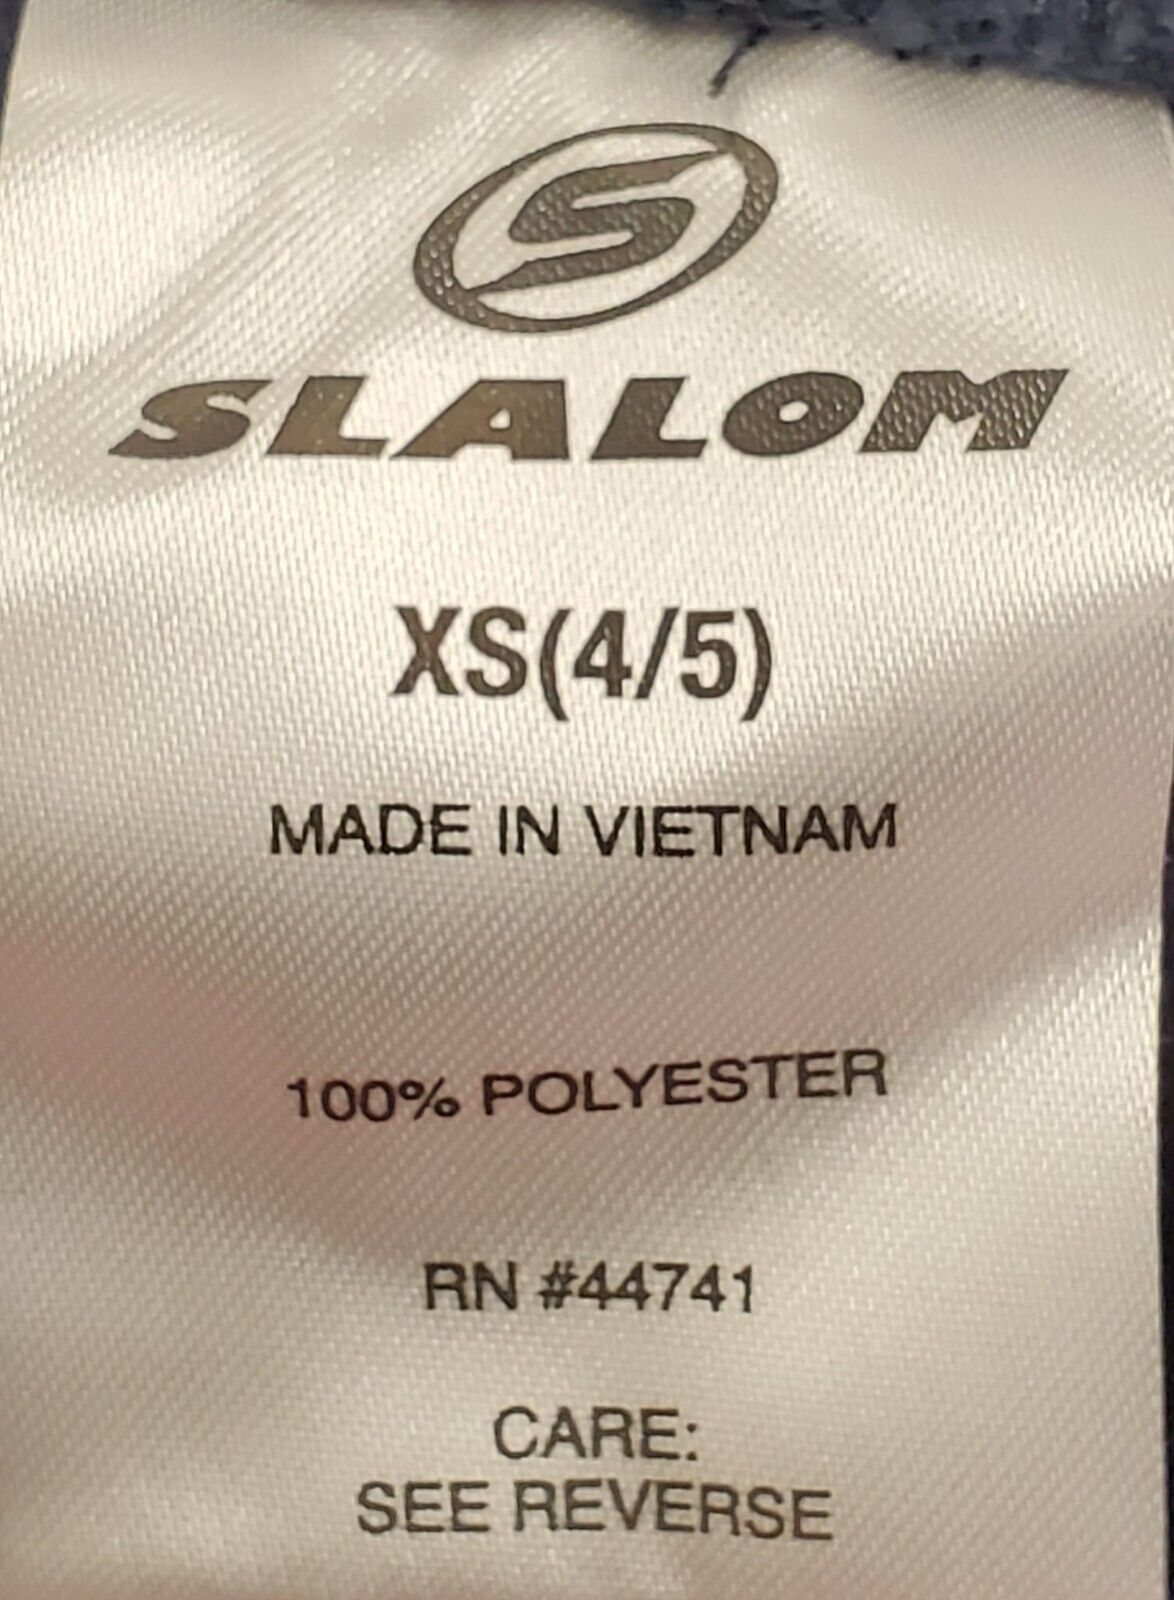 S
SLALOM
XS(4/5)
MADE IN VIETNAM
100% POLYESTER
RN #44741
CARE:
SEE REVERSE